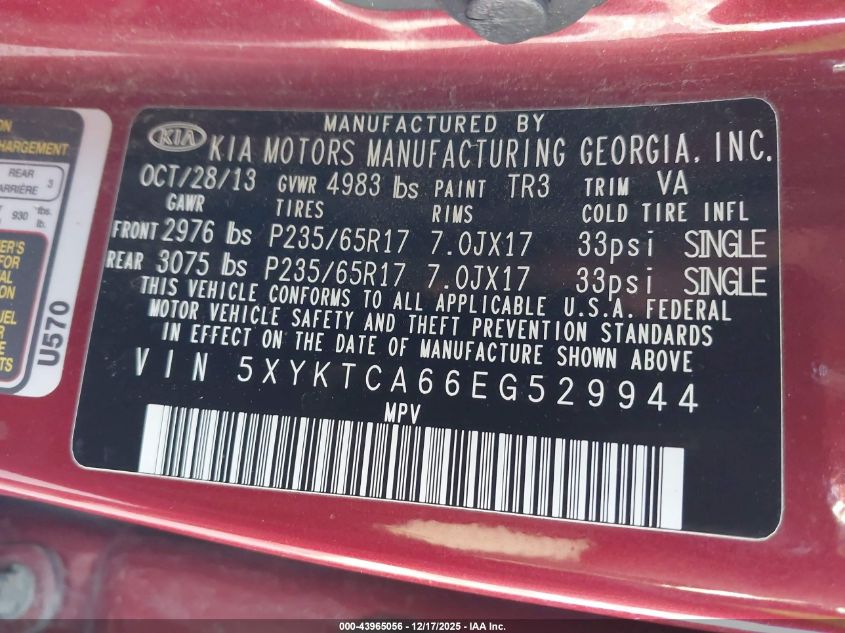 MANUFACTURED BY
KIA KIA MOTORS MANUFACTURING GEORGIA, INC.
OCT/28/13 GVWR 4983 lbs PAINT TR3 TRIM VA
GAWR TIRES RIMS COLD TIRE INFL
FRONT 2976 lbs P235/65R17 7.0JX17 33psi SINGLE
REAR 3075 lbs P235/65R17 7.0JX17 33psi SINGLE
THIS VEHICLE CONFORMS TO ALL APPLICABLE U.S.A. FEDERAL
MOTOR VEHICLE SAFETY AND THEFT PREVENTION STANDARDS
IN EFFECT ON THE DATE OF MANUFACTURE SHOWN ABOVE.
VIN 5XYKTCA66EG529944
MPV
REAR 3
930
lb.
U570
000-43965056 - 12/17/2025 - IAA Inc.